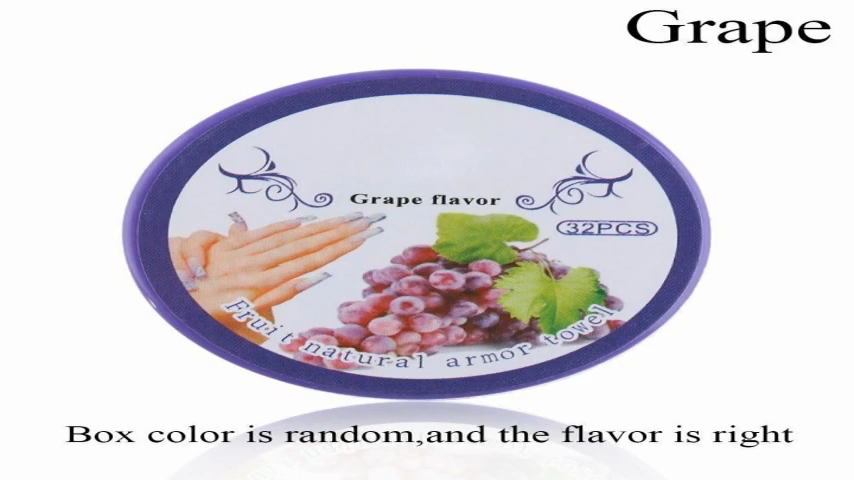 Grape
Grape flavor
32PCS
Fruit natural armor towel
Box color is random,and the flavor is right